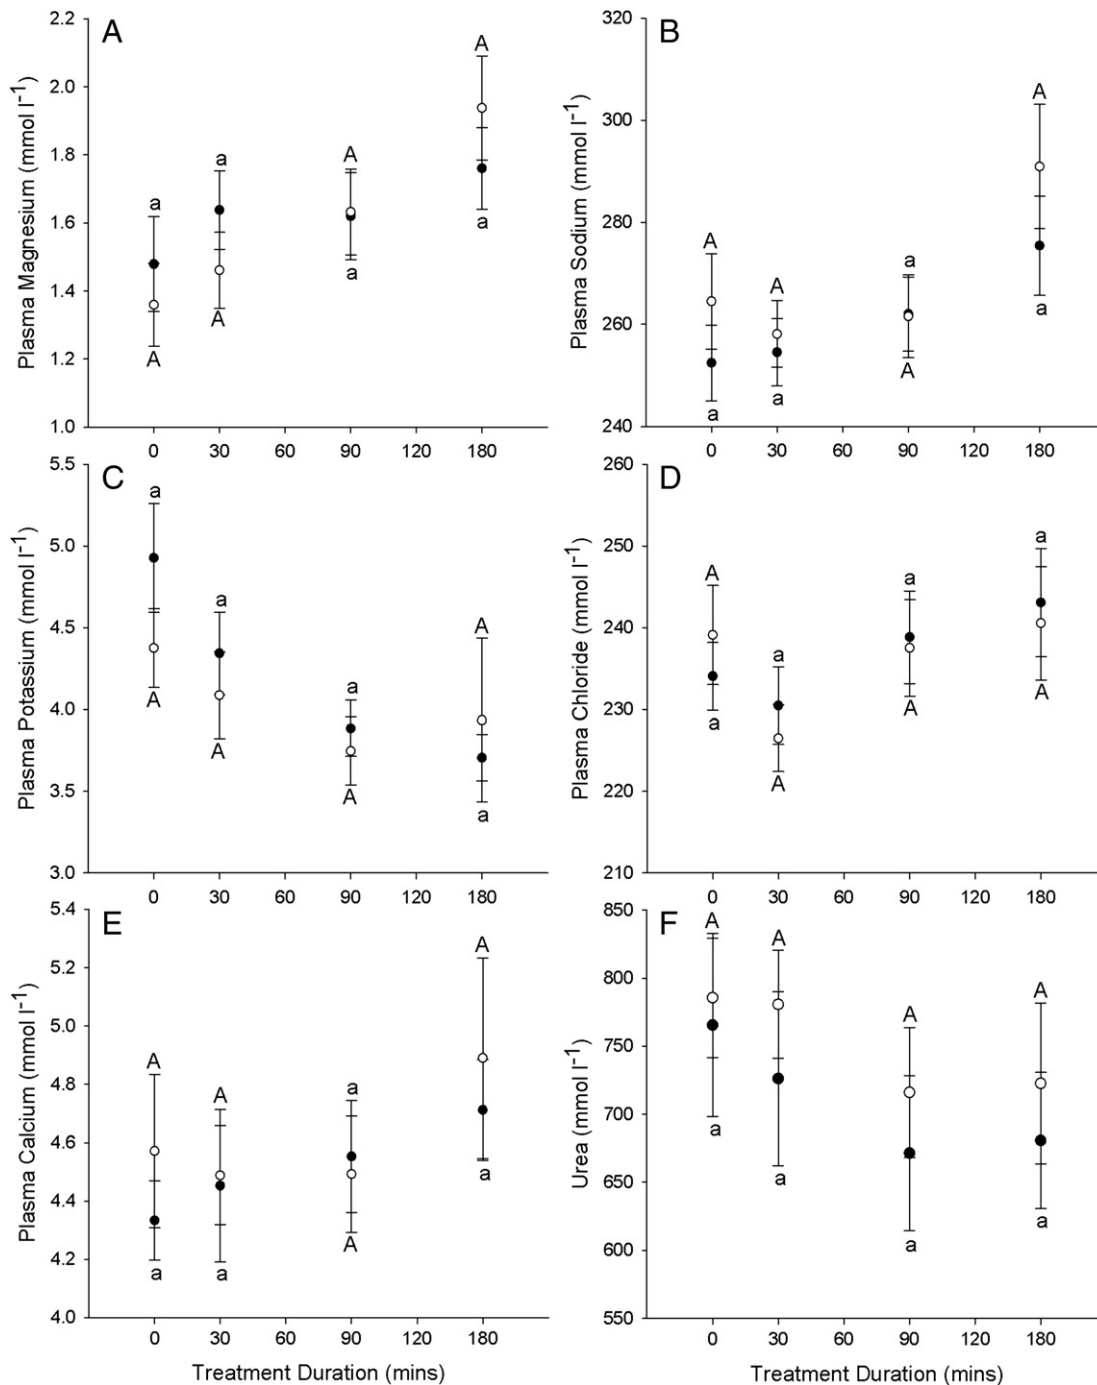 A
Plasma Magnesium (mmol l⁻¹)
2.2
2.0
1.8
1.6
1.4
1.2
1.0
a
A
a
A
A
a
A
a
0 30 60 90 120 180
B
Plasma Sodium (mmol l⁻¹)
320
300
280
260
240
A
a
A
a
a
A
A
a
0 30 60 90 120 180
C
Plasma Potassium (mmol l⁻¹)
5.5
5.0
4.5
4.0
3.5
3.0
a
A
a
A
a
A
A
a
0 30 60 90 120 180
D
Plasma Chloride (mmol l⁻¹)
260
250
240
230
220
210
A
a
a
A
a
A
a
A
0 30 60 90 120 180
E
Plasma Calcium (mmol l⁻¹)
5.4
5.2
5.0
4.8
4.6
4.4
4.2
4.0
A
a
A
a
a
A
A
a
0 30 60 90 120 180
Treatment Duration (mins)
F
Urea (mmol l⁻¹)
850
800
750
700
650
600
550
A
a
A
a
A
a
A
a
0 30 60 90 120 180
Treatment Duration (mins)